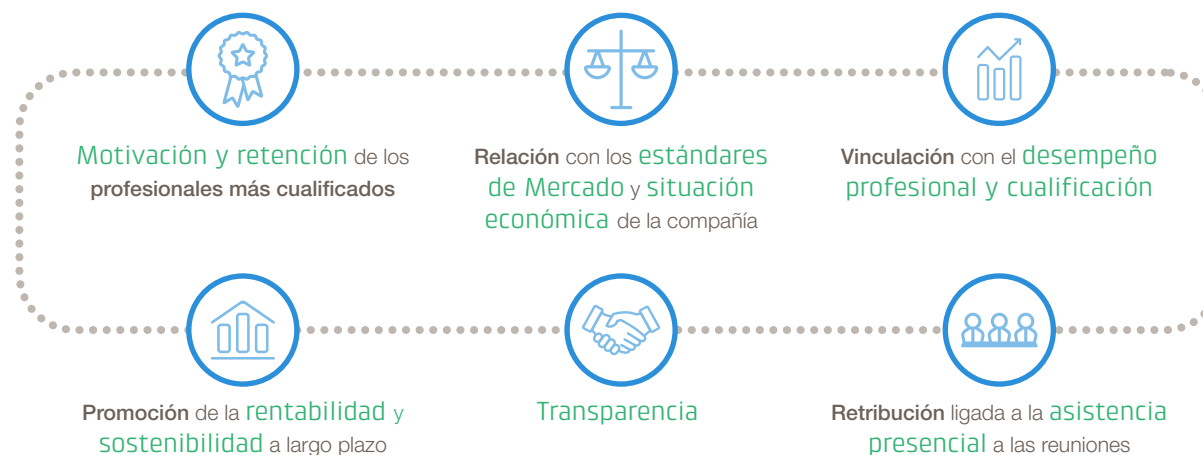 Motivación y retención de los
profesionales más cualificados
Relación con los estándares
de Mercado y situación
económica de la compañía
Vinculación con el desempeño
profesional y cualificación
Promoción de la rentabilidad y
sostenibilidad a largo plazo
Transparencia
Retribución ligada a la asistencia
presencial a las reuniones